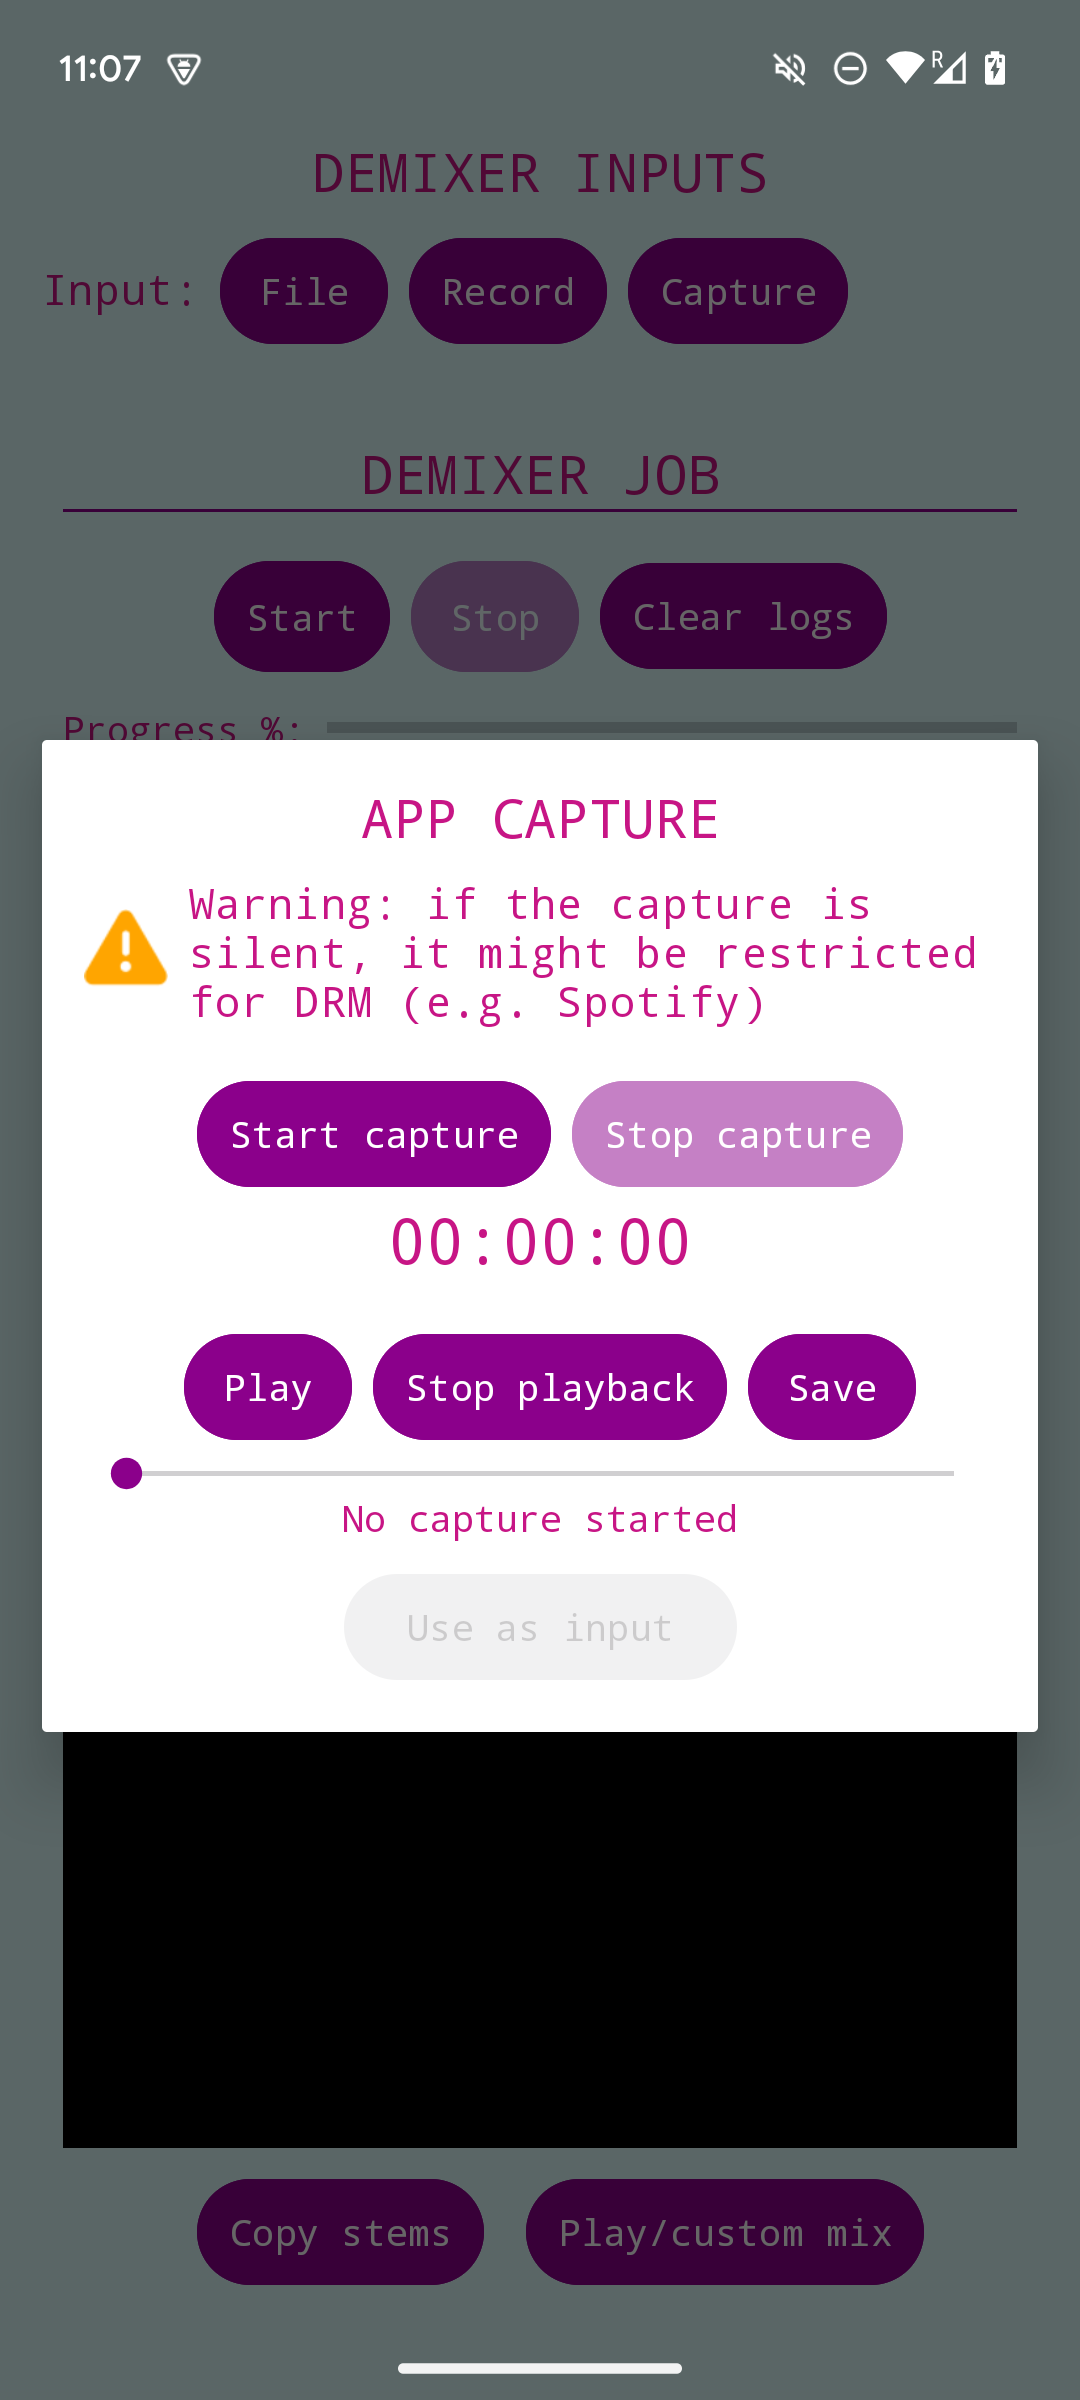 11:07
R
DEMIXER INPUTS
Input: File Record Capture
DEMIXER JOB
Start Stop Clear logs
Progress %:
APP CAPTURE
Warning: if the capture is
silent, it might be restricted
for DRM (e.g. Spotify)
Start capture Stop capture
00:00:00
Play Stop playback Save
No capture started
Use as input
Copy stems Play/custom mix